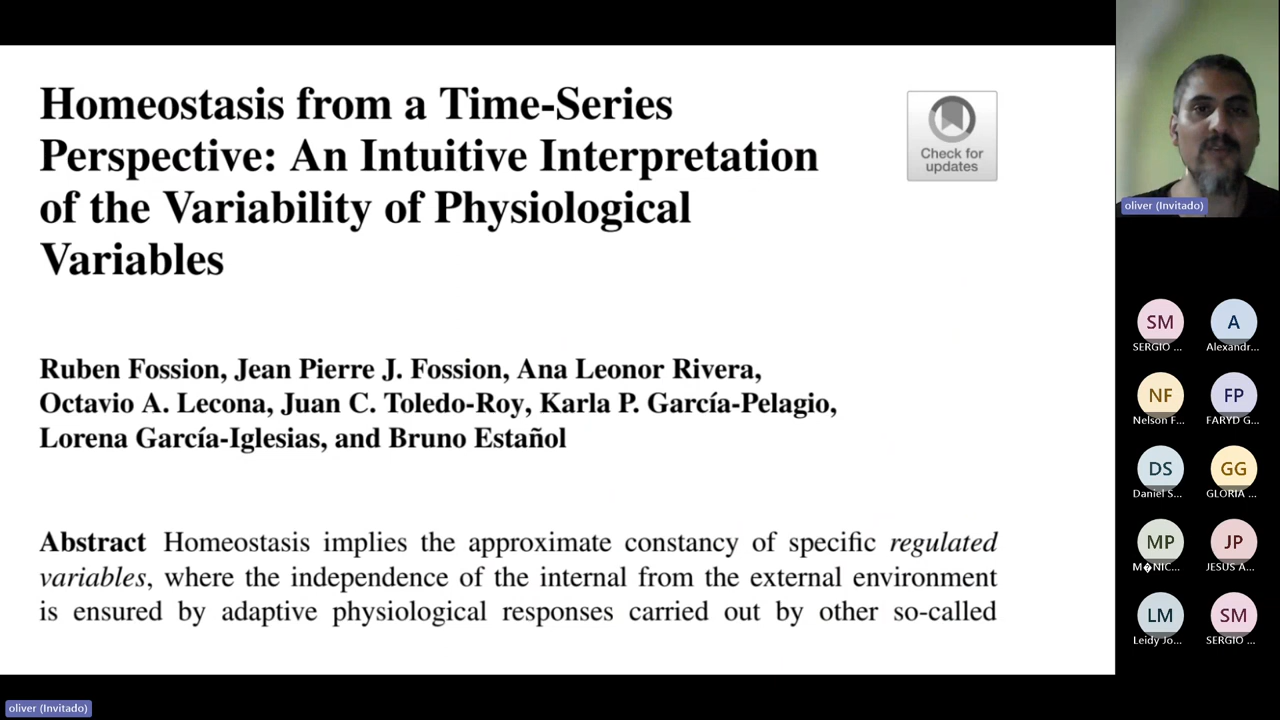 Homeostasis from a Time-Series
Perspective: An Intuitive Interpretation
of the Variability of Physiological
Variables
Check for
updates
Ruben Fossion, Jean Pierre J. Fossion, Ana Leonor Rivera,
Octavio A. Lecona, Juan C. Toledo-Roy, Karla P. García-Pelagio,
Lorena García-Iglesias, and Bruno Estañol
Abstract Homeostasis implies the approximate constancy of specific regulated
variables, where the independence of the internal from the external environment
is ensured by adaptive physiological responses carried out by other so-called
oliver (Invitado)
SM
SERGIO ...
A
Alexandr...
NF
Nelson F...
FP
FARYD G...
DS
Daniel S...
GG
GLORIA ...
MP
M�NIC...
JP
JESUS A...
LM
Leidy Jo...
SM
SERGIO ...
oliver (Invitado)